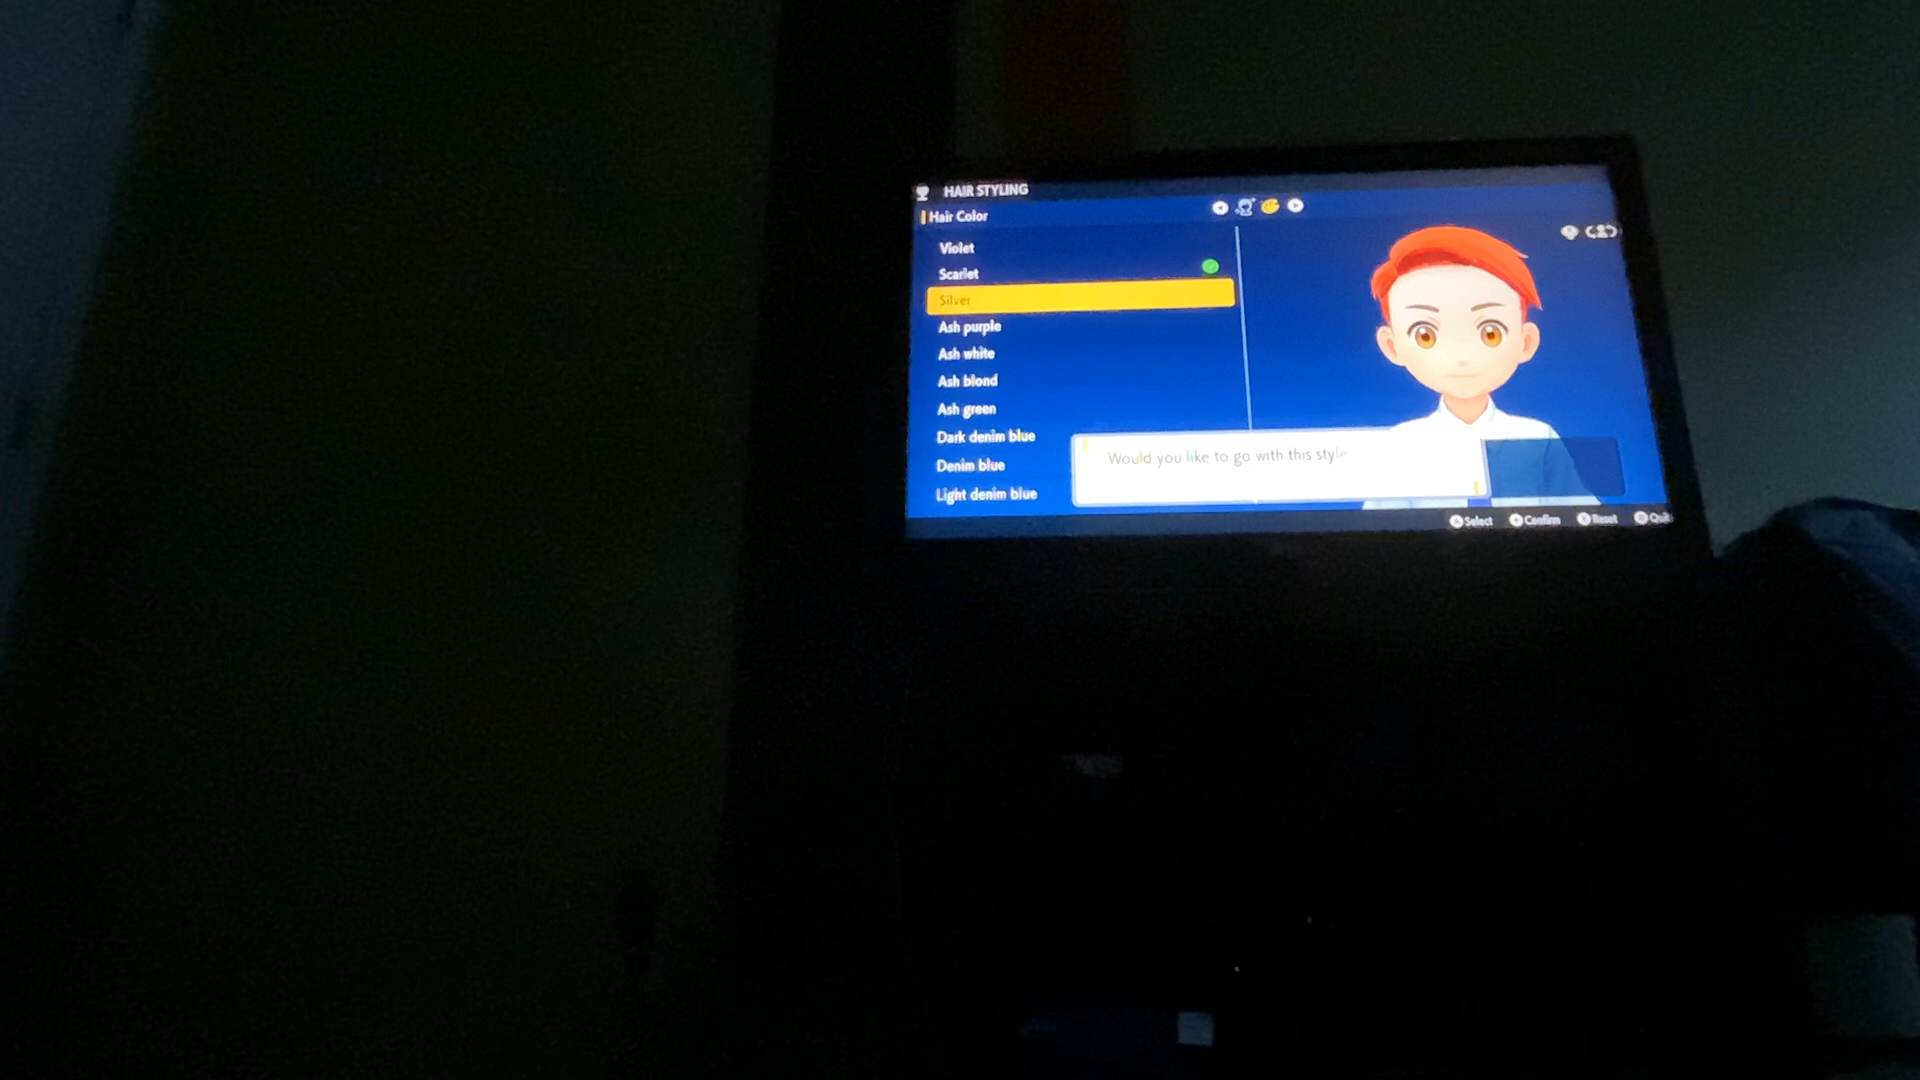 HAIR STYLING
Hair Color
Violet
Scarlet
Silver
Ash purple
Ash white
Ash blond
Ash green
Dark denim blue
Denim blue
Light denim blue
Would you like to go with this style
Select Confirm Reset Quit